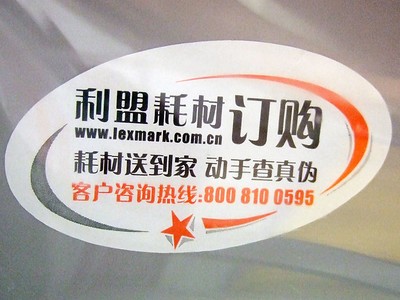 利盟耗材订购
www.lexmark.com.cn
耗材送到家 动手查真伪
客户咨询热线:800 810 0595